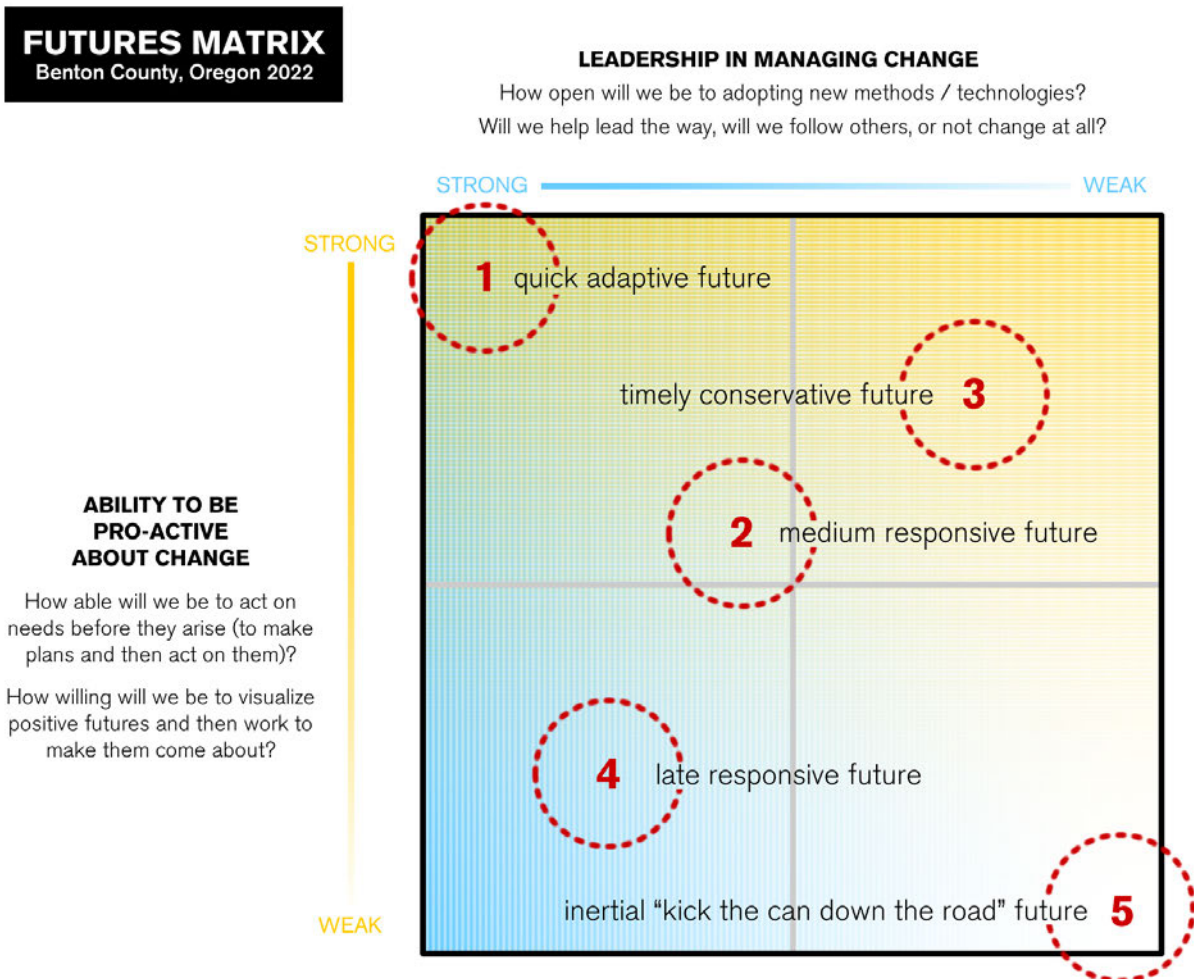 FUTURES MATRIX
Benton County, Oregon 2022
LEADERSHIP IN MANAGING CHANGE
How open will we be to adopting new methods / technologies?
Will we help lead the way, will we follow others, or not change at all?
STRONG
WEAK
STRONG
1 quick adaptive future
timely conservative future 3
2 medium responsive future
ABILITY TO BE
PRO-ACTIVE
ABOUT CHANGE
How able will we be to act on
needs before they arise (to make
plans and then act on them)?
How willing will we be to visualize
positive futures and then work to
make them come about?
4 late responsive future
inertial “kick the can down the road” future 5
WEAK